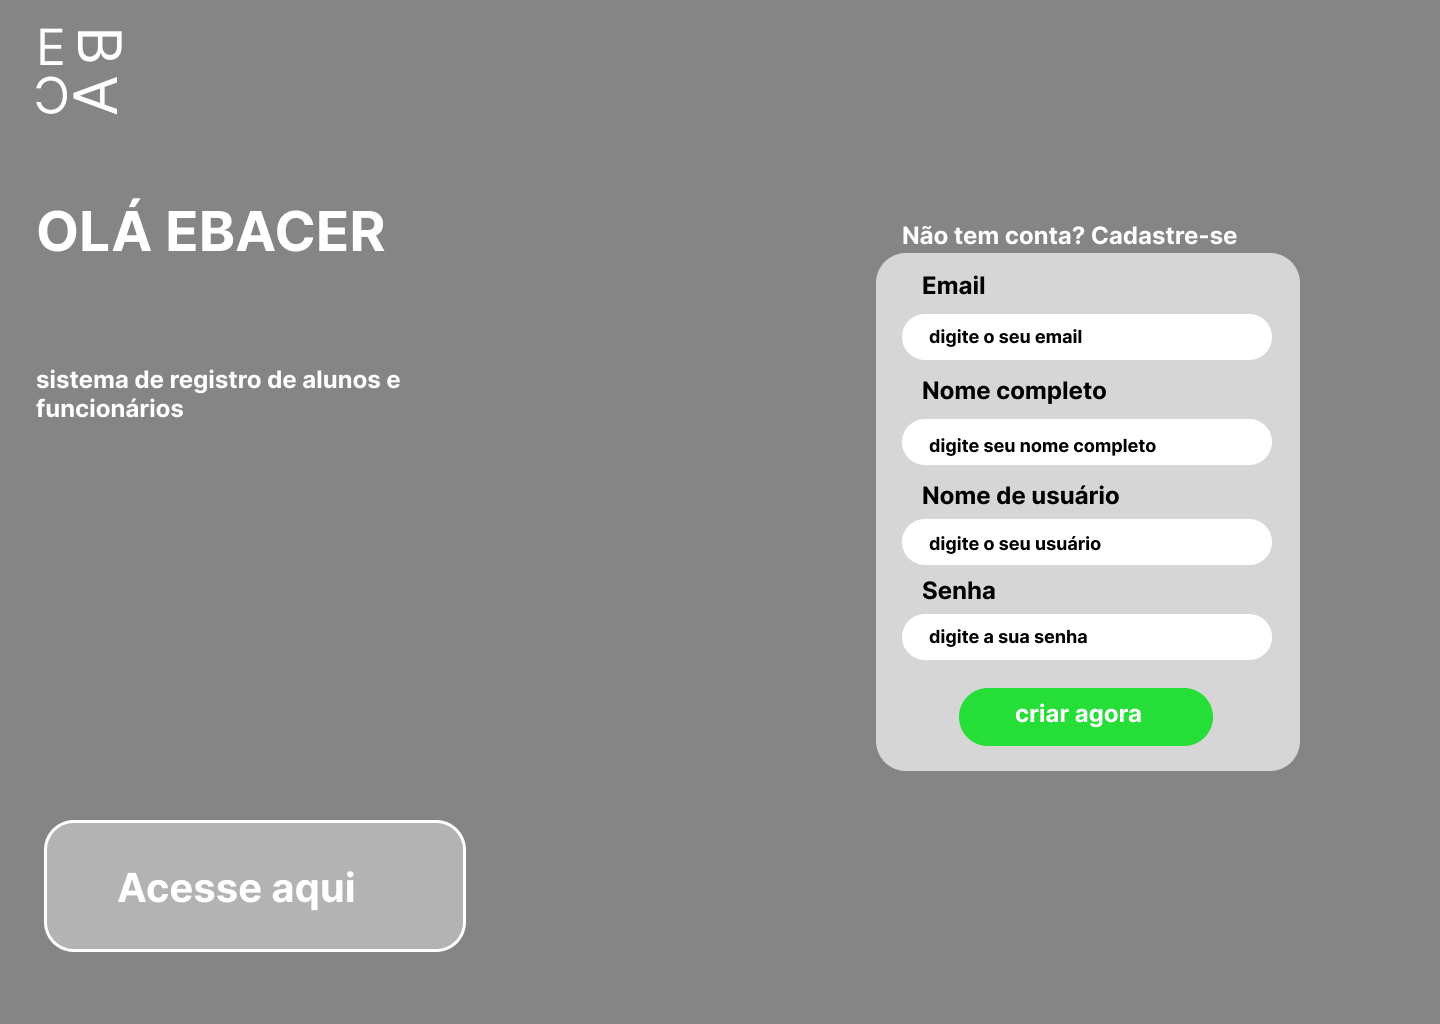 EBAC
OLÁ EBACER
sistema de registro de alunos e
funcionários
Acesse aqui
Não tem conta? Cadastre-se
Email
digite o seu email
Nome completo
digite seu nome completo
Nome de usuário
digite o seu usuário
Senha
digite a sua senha
criar agora